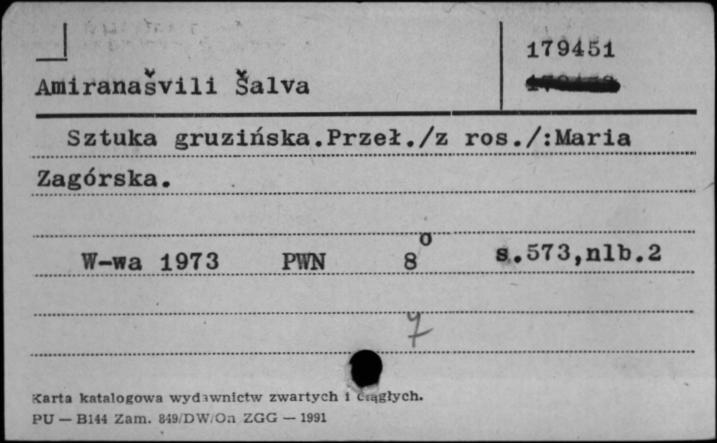 179451
Amiranašvili Šalva
Sztuka gruzińska.Przeł./z ros./:Maria
Zagórska.
W-wa 1973 PWN 8° s.573,nlb.2
Karta katalogowa wydawnictw zwartych i ciągłych.
PU — B144 Zam. 849/DW/On ZGG — 1991